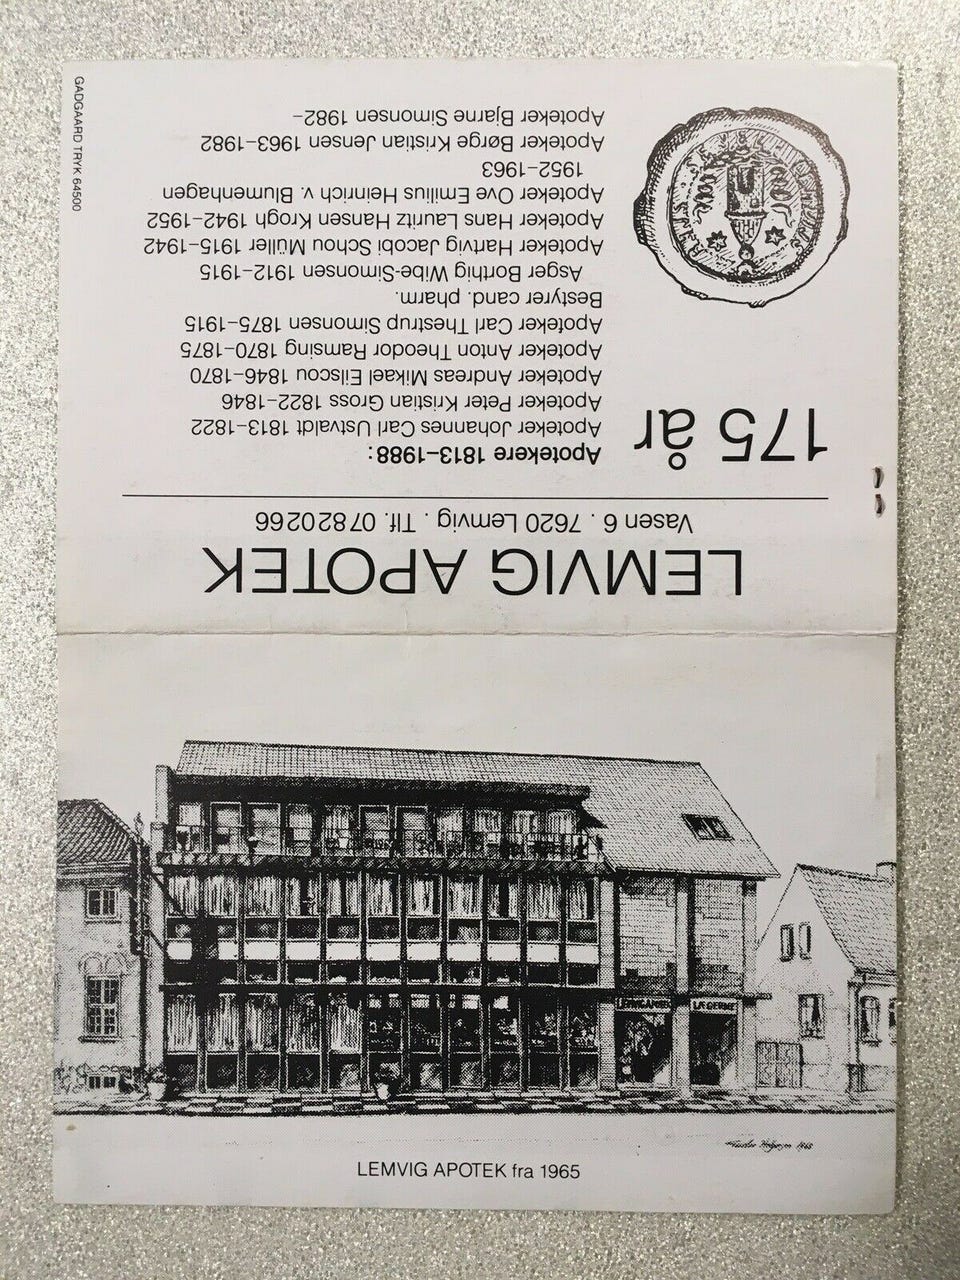 LEMVIG APOTEK
Vasen 6 . 7620 Lemvig . Tlf. 07820266
175 år
Apotekere 1813–1988:
Apoteker Johannes Carl Ustvaldt 1813–1822
Apoteker Peter Kristian Gross 1822–1846
Apoteker Andreas Mikael Eilscou 1846–1870
Apoteker Anton Theodor Ramsing 1870–1875
Apoteker Carl Thestrup Simonsen 1875–1915
Bestyrer cand. pharm.
Asger Borthig Wibe-Simonsen 1912–1915
Apoteker Hartvig Jacobi Schou Müller 1915–1942
Apoteker Hans Lauritz Hansen Krogh 1942–1952
Apoteker Ove Emilius Heinrich v. Blumenhagen
1952–1963
Apoteker Børge Kristian Jensen 1963–1982
Apoteker Bjarne Simonsen 1982–
GADGAARD TRYK 64500
LÆGERNE
LEMVIG APOTEK fra 1965